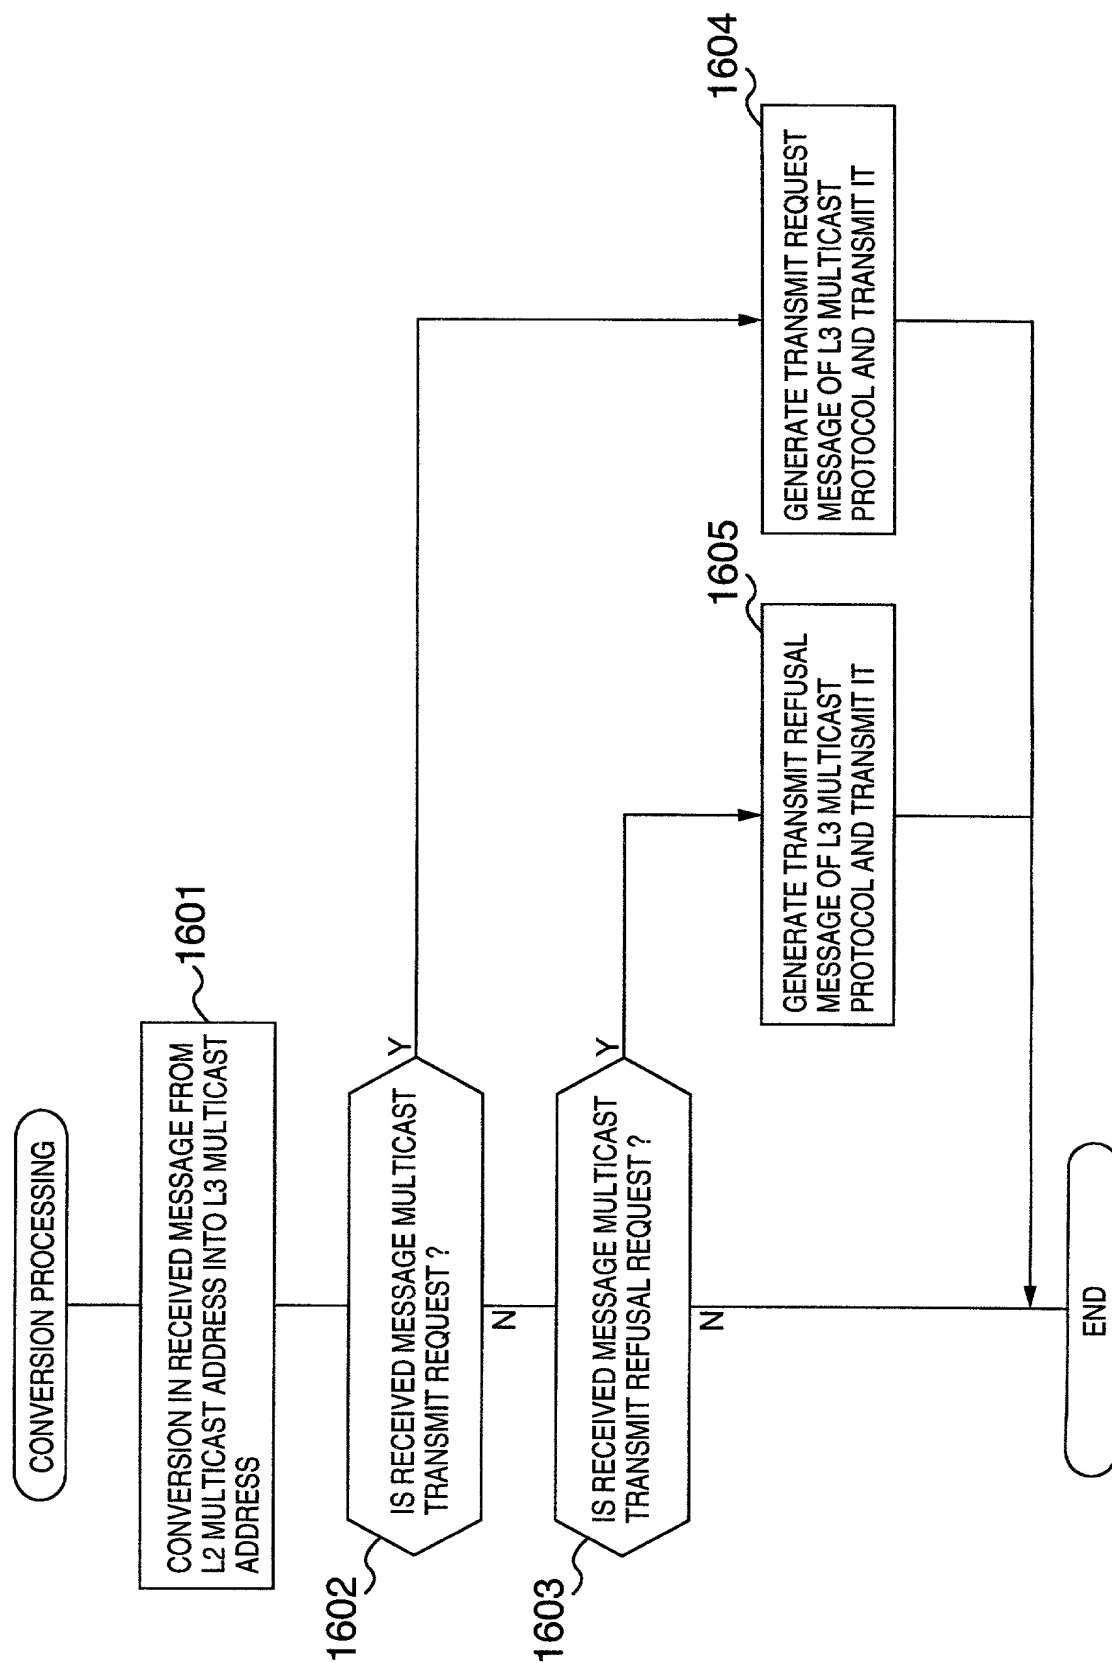 CONVERSION PROCESSING
1601
CONVERSION IN RECEIVED MESSAGE FROM
L2 MULTICAST ADDRESS INTO L3 MULTICAST
ADDRESS
1602
IS RECEIVED MESSAGE MULTICAST
TRANSMIT REQUEST?
Y
N
1603
IS RECEIVED MESSAGE MULTICAST
TRANSMIT REFUSAL REQUEST?
Y
N
1605
GENERATE TRANSMIT REFUSAL
MESSAGE OF L3 MULTICAST
PROTOCOL AND TRANSMIT IT
1604
GENERATE TRANSMIT REQUEST
MESSAGE OF L3 MULTICAST
PROTOCOL AND TRANSMIT IT
END